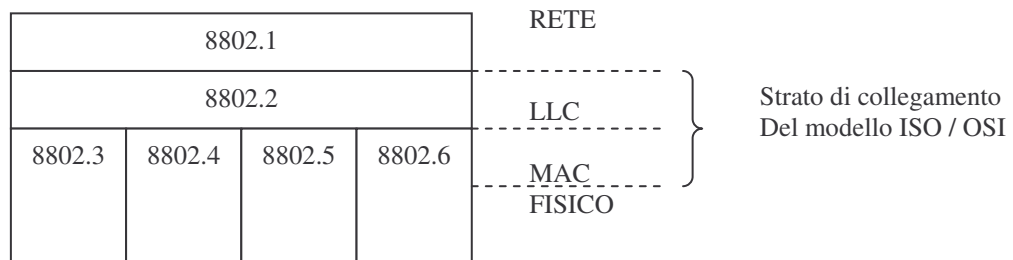 8802.1
RETE
8802.2
LLC
Strato di collegamento
Del modello ISO / OSI
8802.3
8802.4
8802.5
8802.6
MAC
FISICO